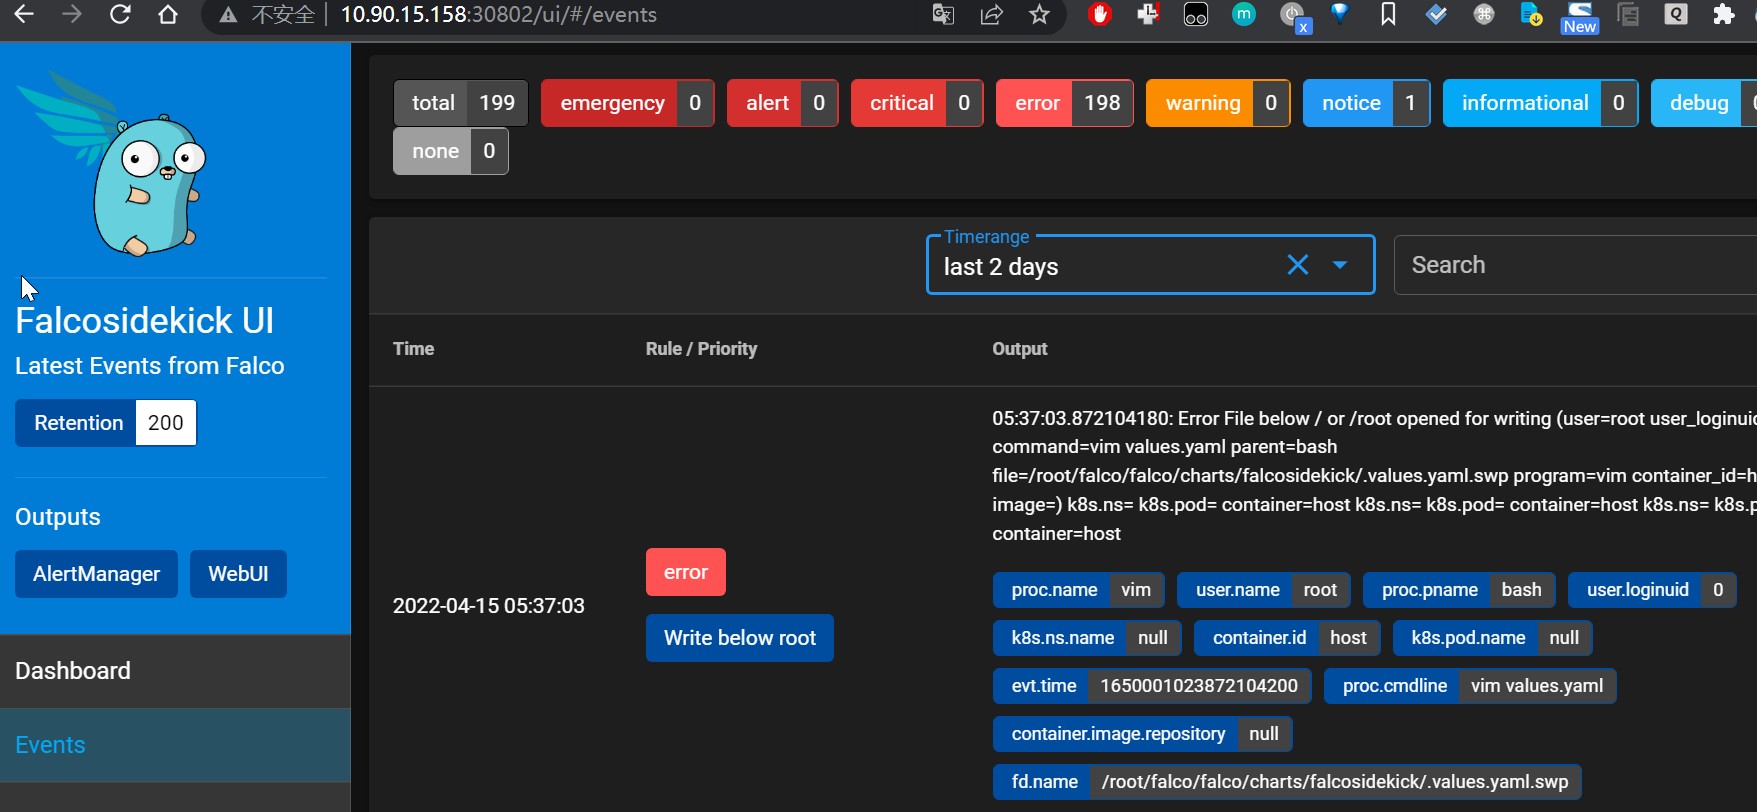 不安全 10.90.15.158:30802/ui/#/events
m
x
New
Q
total 199 emergency 0 alert 0 critical 0 error 198 warning 0 notice 1 informational 0 debug
none 0
Timerange
last 2 days
Search
Falcosidekick UI
Latest Events from Falco
Retention 200
Outputs
AlertManager WebUI
Dashboard
Events
Time Rule / Priority Output
2022-04-15 05:37:03
error
Write below root
05:37:03.872104180: Error File below / or /root opened for writing (user=root user_loginuid
command=vim values.yaml parent=bash
file=/root/falco/falco/charts/falcosidekick/.values.yaml.swp program=vim container_id=h
image=) k8s.ns= k8s.pod= container=host k8s.ns= k8s.pod= container=host k8s.ns= k8s.p
container=host
proc.name vim user.name root proc.pname bash user.loginuid 0
k8s.ns.name null container.id host k8s.pod.name null
evt.time 1650001023872104200 proc.cmdline vim values.yaml
container.image.repository null
fd.name /root/falco/falco/charts/falcosidekick/.values.yaml.swp